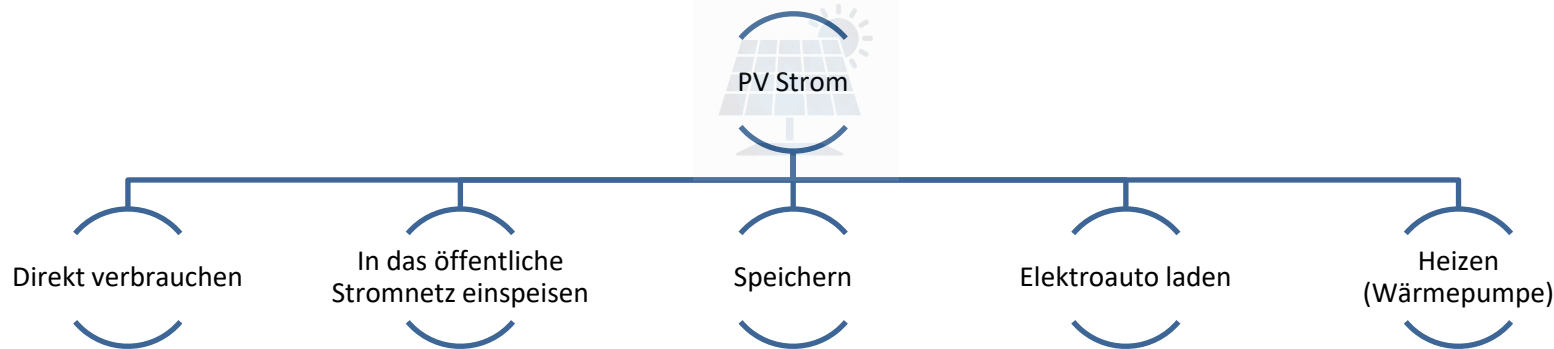 PV Strom
Direkt verbrauchen
In das öffentliche
Stromnetz einspeisen
Speichern
Elektroauto laden
Heizen
(Wärmepumpe)